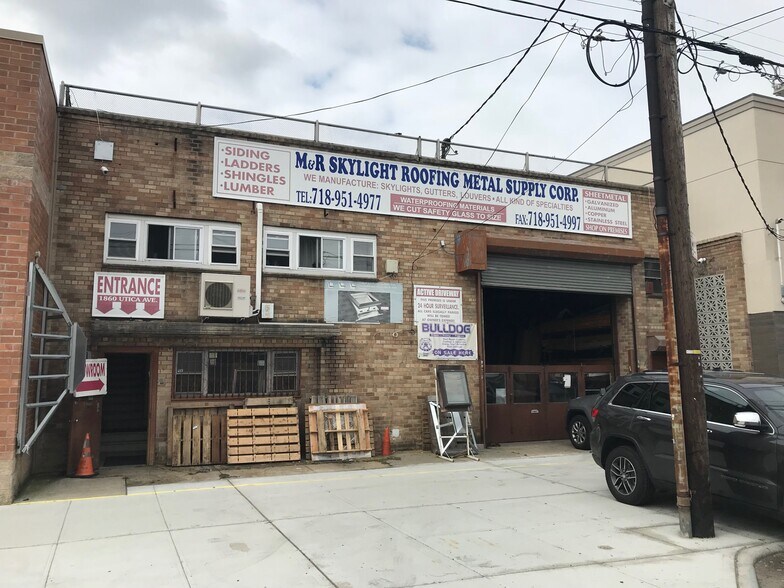 •SIDING
•LADDERS
•SHINGLES
•LUMBER
M&R SKYLIGHT ROOFING METAL SUPPLY CORP.
WE MANUFACTURE: SKYLIGHTS, GUTTERS, LOUVERS • ALL KIND OF SPECIALTIES
TEL:718-951-4977
WATERPROOFING MATERIALS
WE CUT SAFETY GLASS TO SIZE
FAX:718-951-4997
SHEETMETAL
•GALVANIZED
•ALUMINUM
•COPPER
•STAINLESS STEEL
SHOP ON PREMISES
ENTRANCE
1860 UTICA AVE.
SHOWROOM
ACTIVE DRIVEWAY
24 HOUR SURVEILLANCE
BULLDOG
ON SALE